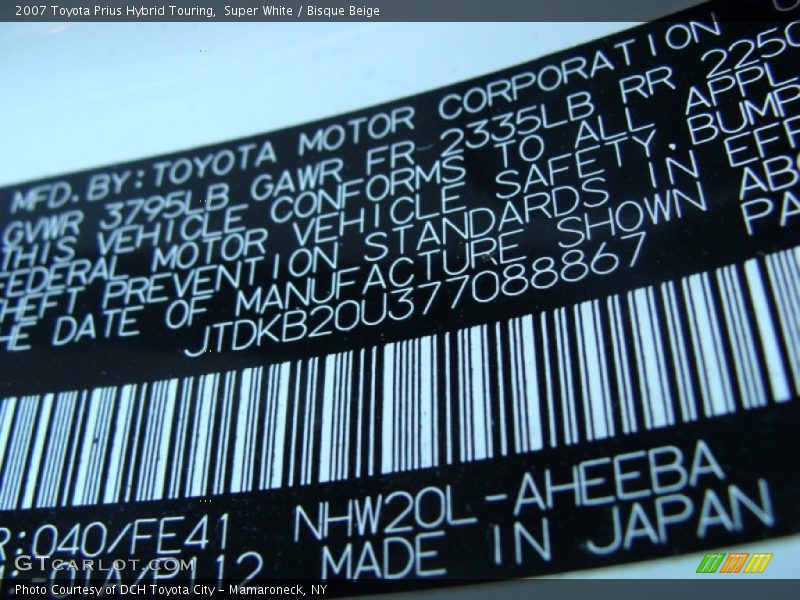 2007 Toyota Prius Hybrid Touring, Super White / Bisque Beige
MFD. BY: TOYOTA MOTOR CORPORATION
GVWR 3795LB GAWR FR 2335LB RR
THIS VEHICLE CONFORMS TO ALL APPL
FEDERAL MOTOR VEHICLE SAFETY, BUMP
THEFT PREVENTION STANDARDS IN EFF
HE DATE OF MANUFACTURE SHOWN ABO
JTDKB20U377088867 PA
R:040/FE41 NHW20L-AHEEBA
MADE IN JAPAN
GTCARLOT.COM
Photo Courtesy of DCH Toyota City - Mamaroneck, NY